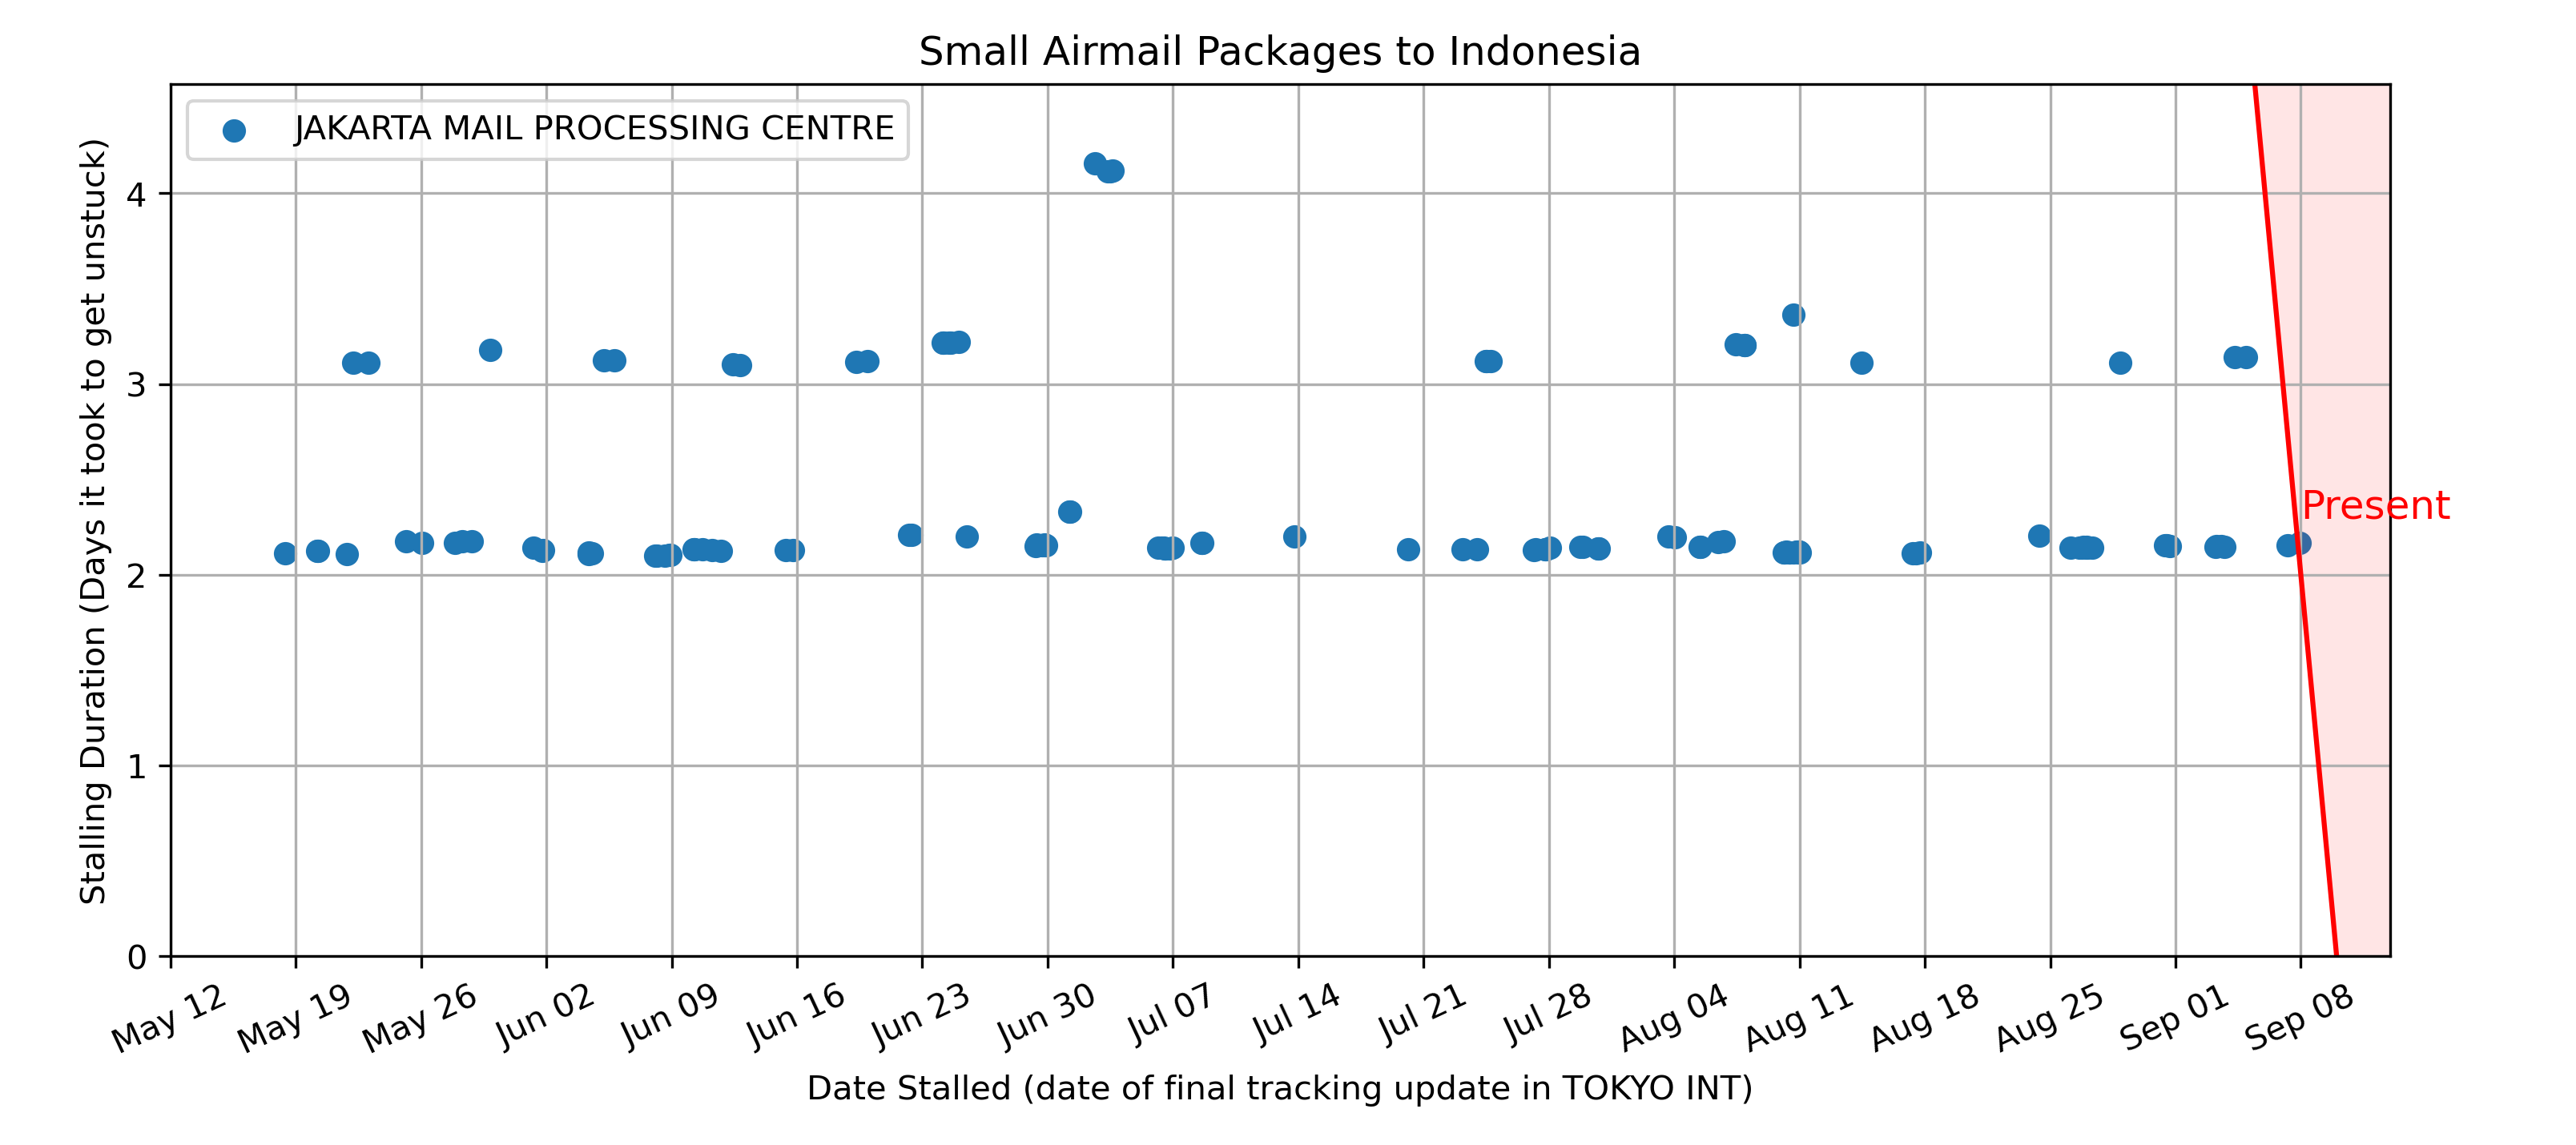 Small Airmail Packages to Indonesia
JAKARTA MAIL PROCESSING CENTRE
Stalling Duration (Days it took to get unstuck)
4
3
2
1
0
Present
May 12
May 19
May 26
Jun 02
Jun 09
Jun 16
Jun 23
Jun 30
Jul 07
Jul 14
Jul 21
Jul 28
Aug 04
Aug 11
Aug 18
Aug 25
Sep 01
Sep 08
Date Stalled (date of final tracking update in TOKYO INT)